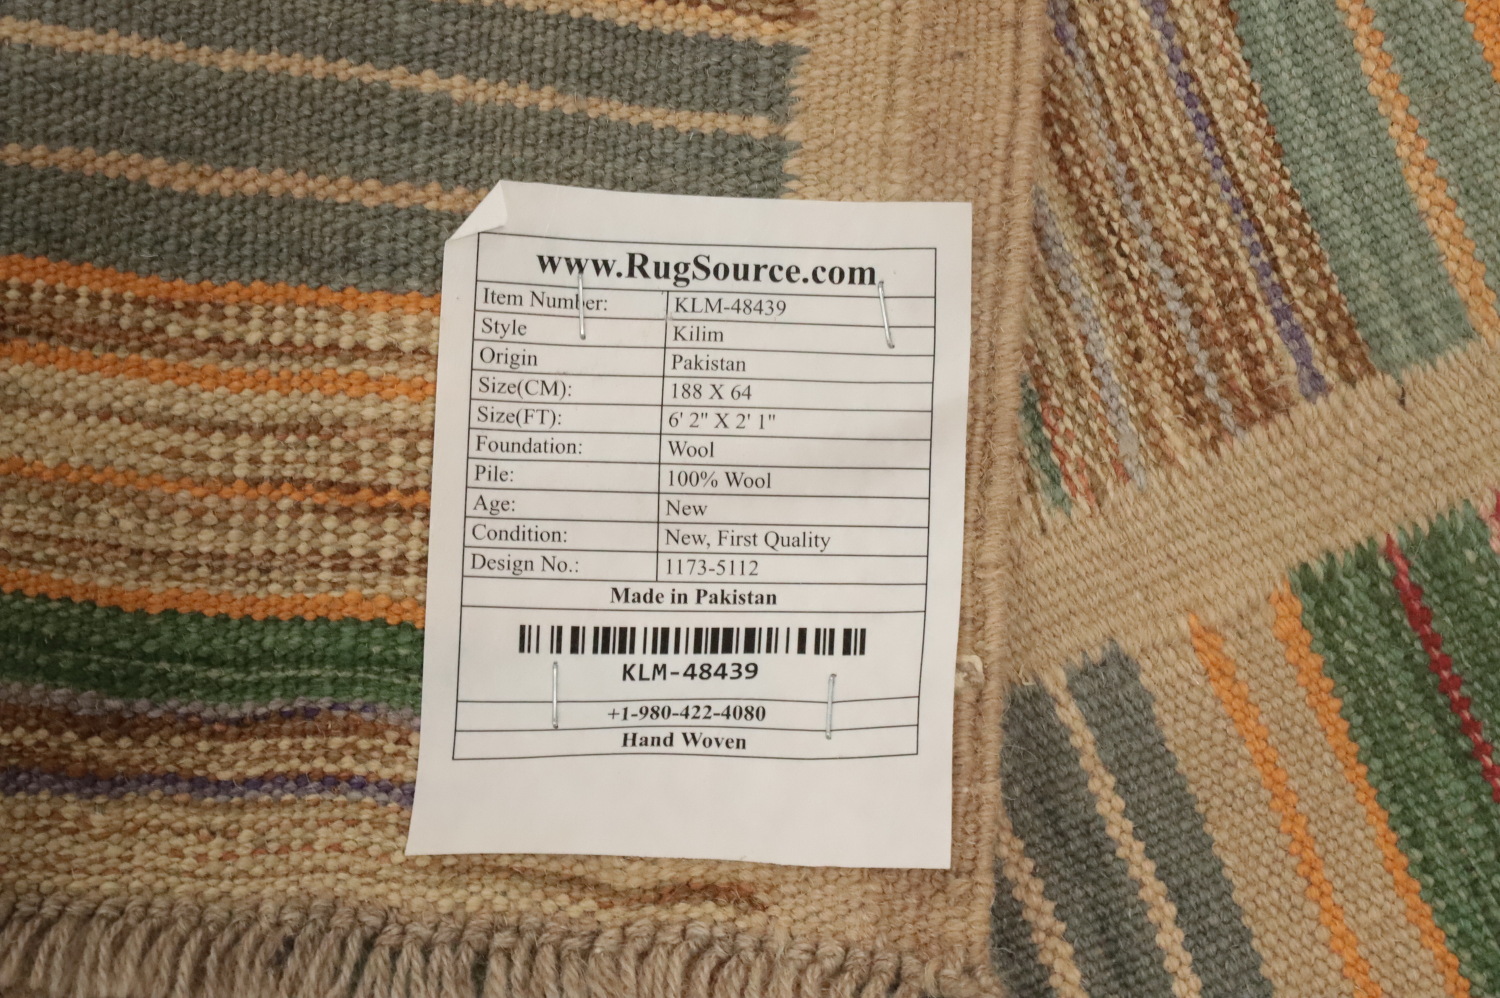 www.RugSource.com
Item Number: KLM-48439
Style Kilim
Origin Pakistan
Size(CM): 188 X 64
Size(FT): 6' 2" X 2' 1"
Foundation: Wool
Pile: 100% Wool
Age: New
Condition: New, First Quality
Design No.: 1173-5112
Made in Pakistan
KLM-48439
+1-980-422-4080
Hand Woven